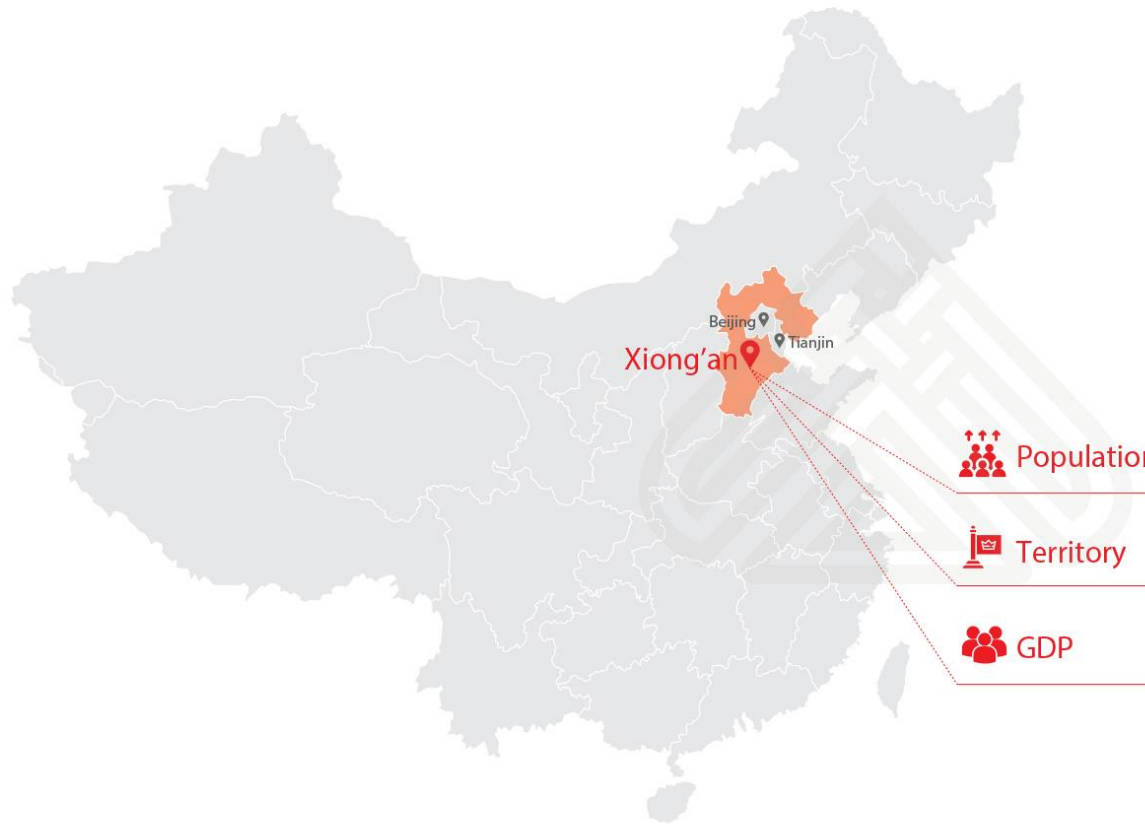 Beijing
Tianjin
Xiong'an
Population
Territory
GDP